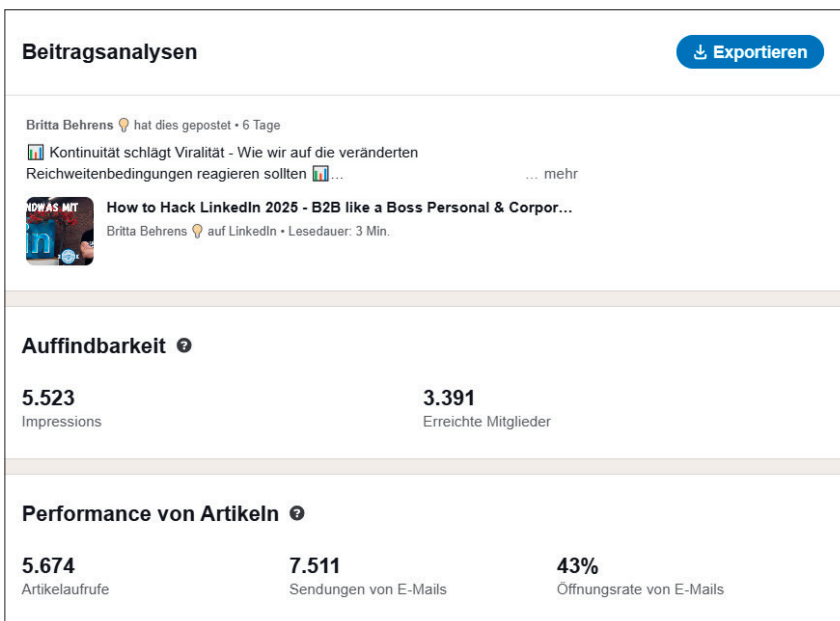 Beitragsanalysen
Exportieren
Britta Behrens hat dies gepostet • 6 Tage
📊 Kontinuität schlägt Viralität - Wie wir auf die veränderten
Reichweitenbedingungen reagieren sollten 📊... ... mehr
NDWAS MIT
in
How to Hack LinkedIn 2025 - B2B like a Boss Personal & Corpor...
Britta Behrens auf LinkedIn • Lesedauer: 3 Min.
Auffindbarkeit ?
5.523 3.391
Impressions Erreichte Mitglieder
Performance von Artikeln ?
5.674 7.511 43%
Artikelaufrufe Sendungen von E-Mails Öffnungsrate von E-Mails